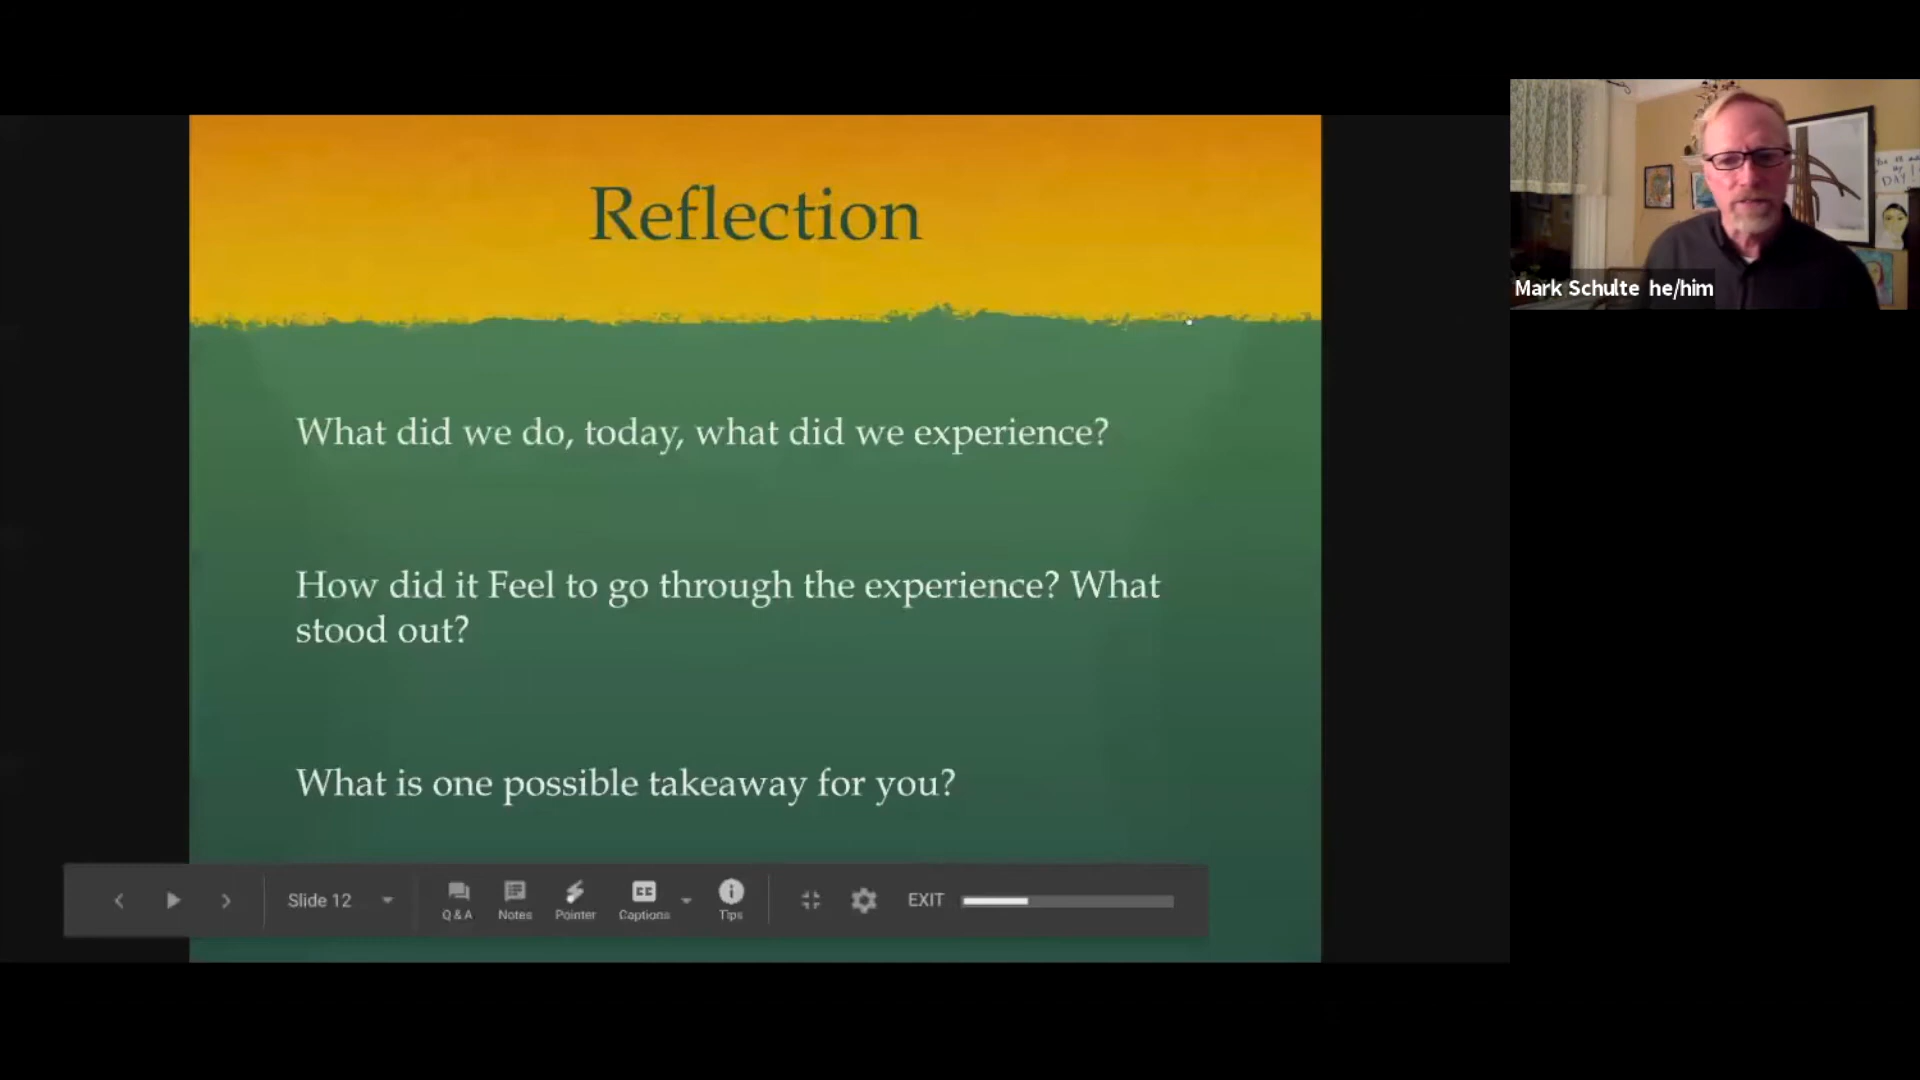 Reflection
What did we do, today, what did we experience?
How did it Feel to go through the experience? What
stood out?
What is one possible takeaway for you?
Slide 12
Q & A
Notes
Pointer
Captions
Tips
EXIT
Mark Schulte he/him
DAY!